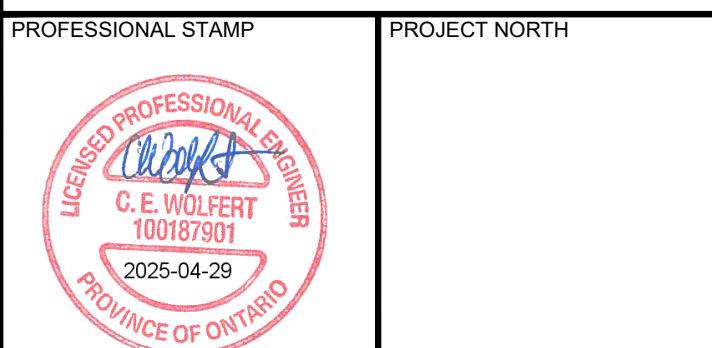 PROFESSIONAL STAMP
PROJECT NORTH
LICENSED PROFESSIONAL ENGINEER
C. E. WOLFERT
100187901
2025-04-29
PROVINCE OF ONTARIO